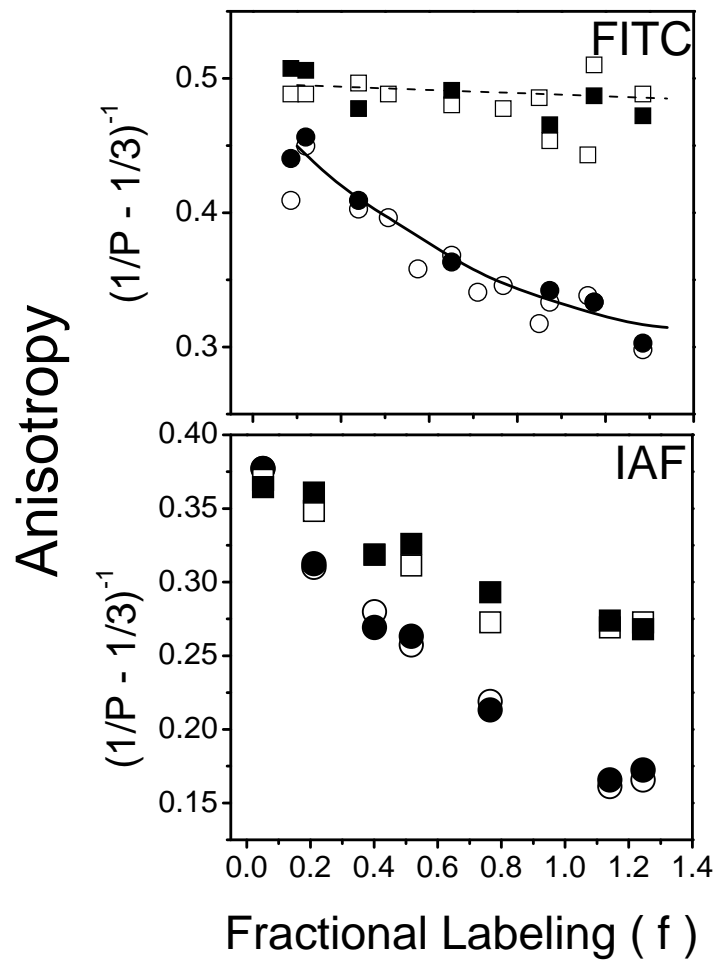 FITC
0.5
0.4
0.3
(1/P - 1/3)⁻¹
Anisotropy
IAF
0.40
0.35
0.30
0.25
0.20
0.15
(1/P - 1/3)⁻¹
0.0 0.2 0.4 0.6 0.8 1.0 1.2 1.4
Fractional Labeling ( f )